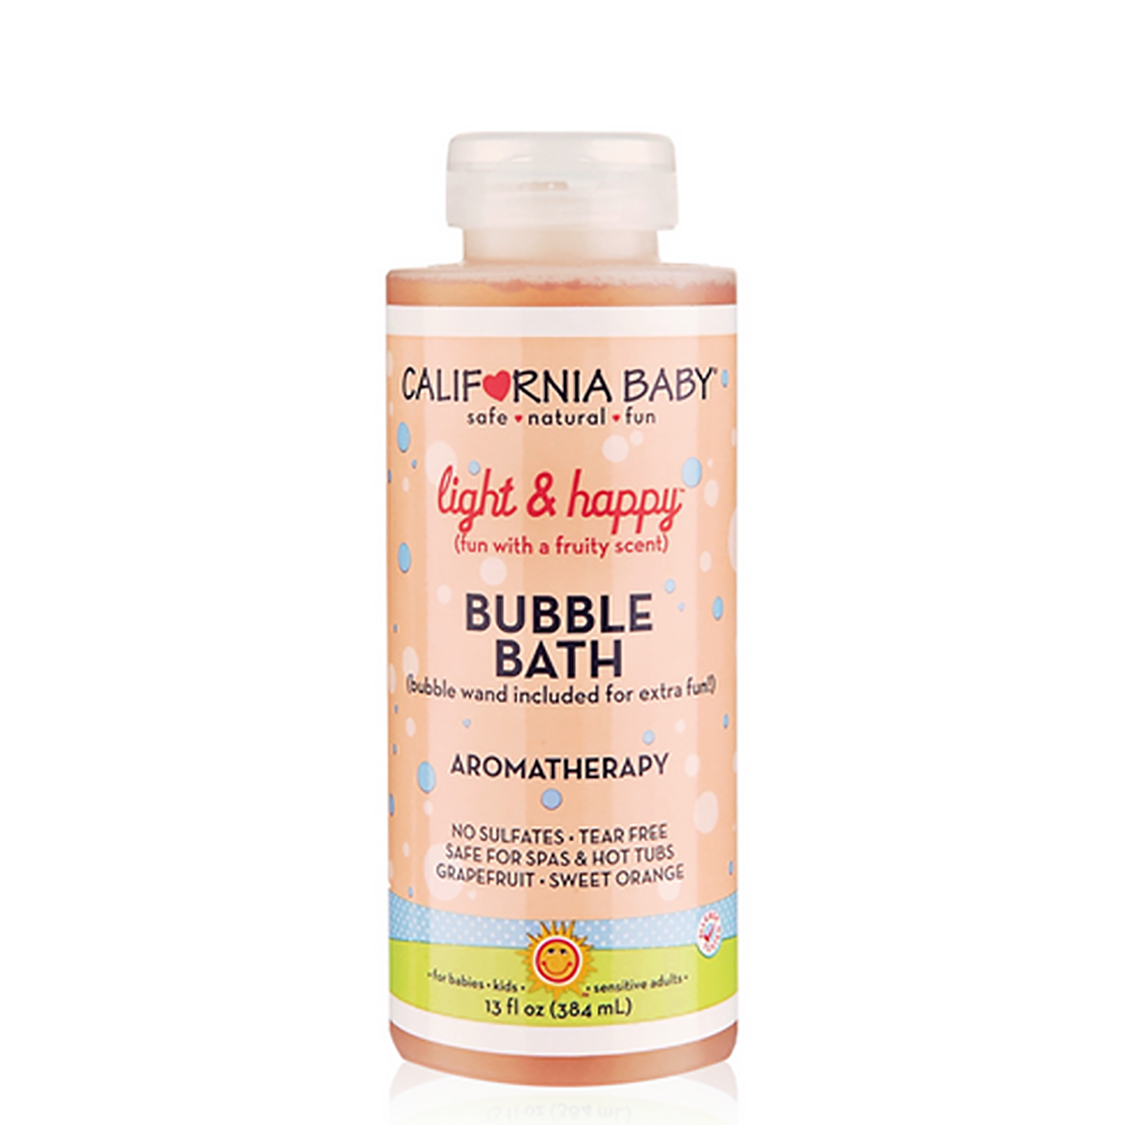 CALIFORNIA BABY
safe • natural • fun
light & happy™
(fun with a fruity scent)
BUBBLE
BATH
(bubble wand included for extra fun!)
AROMATHERAPY
NO SULFATES • TEAR FREE
SAFE FOR SPAS & HOT TUBS
GRAPEFRUIT • SWEET ORANGE
• for babies • kids • • sensitive adults •
13 fl oz (384 mL)